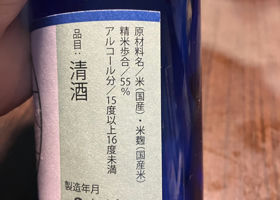 原材料名／米(国産)・米麹(国産米)
精米歩合／55%
アルコール分／15度以上16度未満
品目：清酒
製造年月